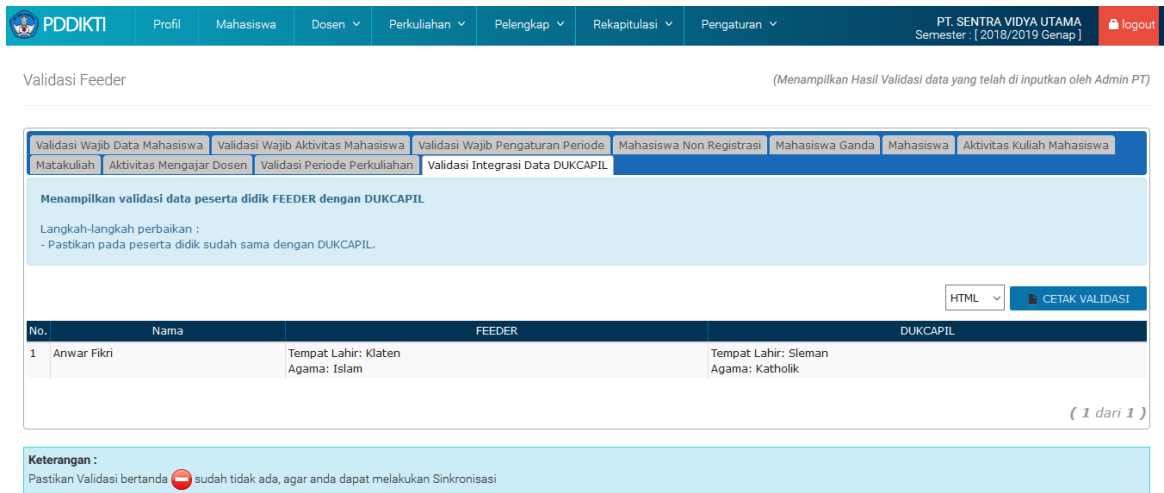 PDDIKTI Profil Mahasiswa Dosen Perkuliahan Pelengkap Rekapitulasi Pengaturan PT. SENTRA VIDYA UTAMA logout
Semester : [ 2018/2019 Genap ]
Validasi Feeder (Menampilkan Hasil Validasi data yang telah di inputkan oleh Admin PT)
Validasi Wajib Data Mahasiswa Validasi Wajib Aktivitas Mahasiswa Validasi Wajib Pengaturan Periode Mahasiswa Non Registrasi Mahasiswa Ganda Mahasiswa Aktivitas Kuliah Mahasiswa
Matakuliah Aktivitas Mengajar Dosen Validasi Periode Perkuliahan Validasi Integrasi Data DUKCAPIL
Menampilkan validasi data peserta didik FEEDER dengan DUKCAPIL
Langkah-langkah perbaikan :
- Pastikan pada peserta didik sudah sama dengan DUKCAPIL.
HTML CETAK VALIDASI
No. Nama FEEDER DUKCAPIL
1 Anwar Fikri Tempat Lahir: Klaten Tempat Lahir: Sleman
Agama: Islam Agama: Katholik
( 1 dari 1 )
Keterangan :
Pastikan Validasi bertanda sudah tidak ada, agar anda dapat melakukan Sinkronisasi